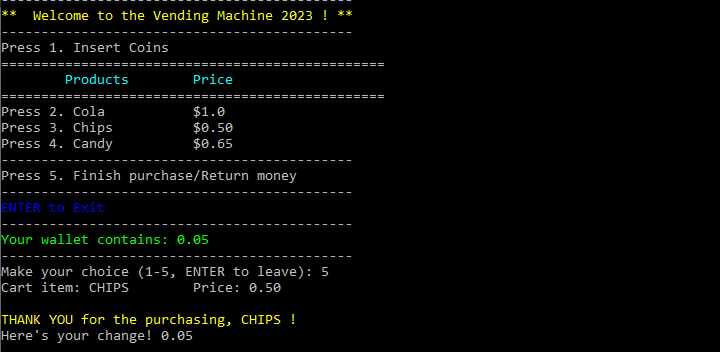 -------------------------------------------- 
**  Welcome to the Vending Machine 2023 ! **
--------------------------------------------
Press 1. Insert Coins
================================================
        Products        Price
================================================
Press 2. Cola           $1.0
Press 3. Chips          $0.50
Press 4. Candy          $0.65
--------------------------------------------
Press 5. Finish purchase/Return money
--------------------------------------------
ENTER to Exit
--------------------------------------------
Your wallet contains: 0.05
--------------------------------------------
Make your choice (1-5, ENTER to leave): 5
Cart item: CHIPS        Price: 0.50

THANK YOU for the purchasing, CHIPS !
Here's your change! 0.05